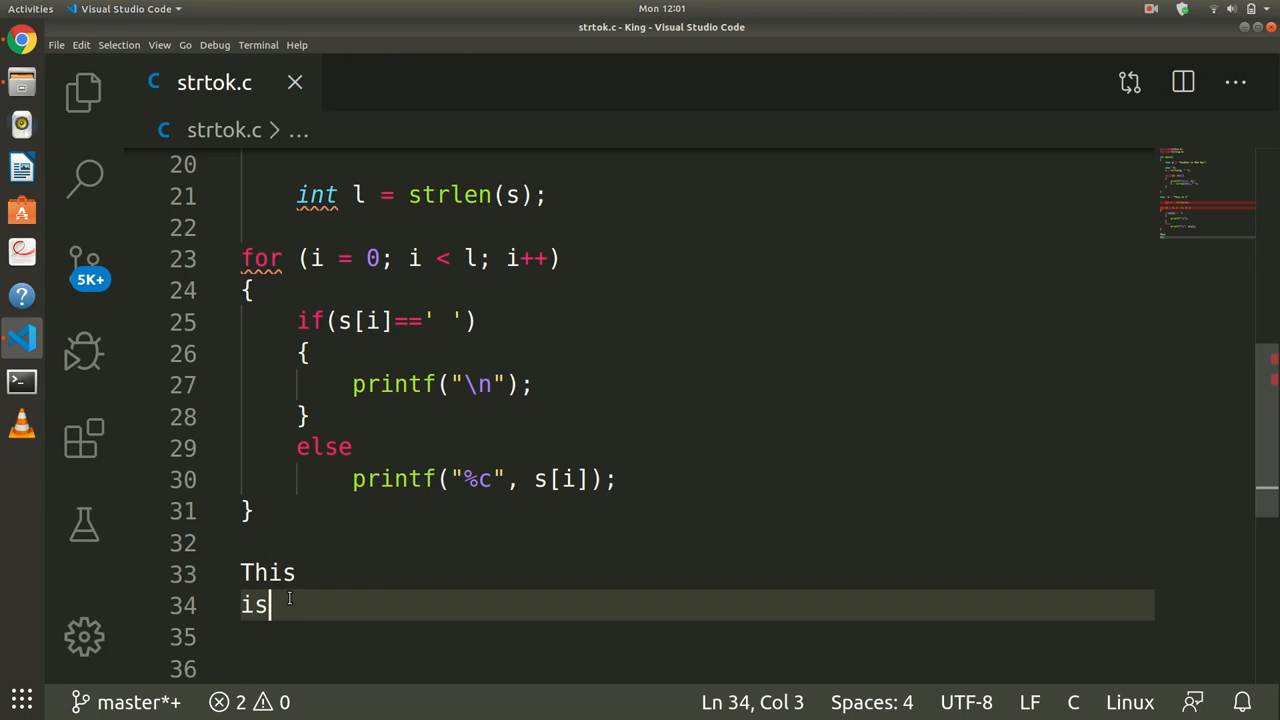 Activities Visual Studio Code Mon 12:01
strtok.c - King - Visual Studio Code
File Edit Selection View Go Debug Terminal Help
C strtok.c
C strtok.c > ...
20
21 int l = strlen(s);
22
23 for (i = 0; i < l; i++)
24 {
25 if(s[i]==' ')
26 {
27 printf("\n");
28 }
29 else
30 printf("%c", s[i]);
31 }
32
33 This
34 is
35
36
5K+
master*+ 2 0 Ln 34, Col 3 Spaces: 4 UTF-8 LF C Linux